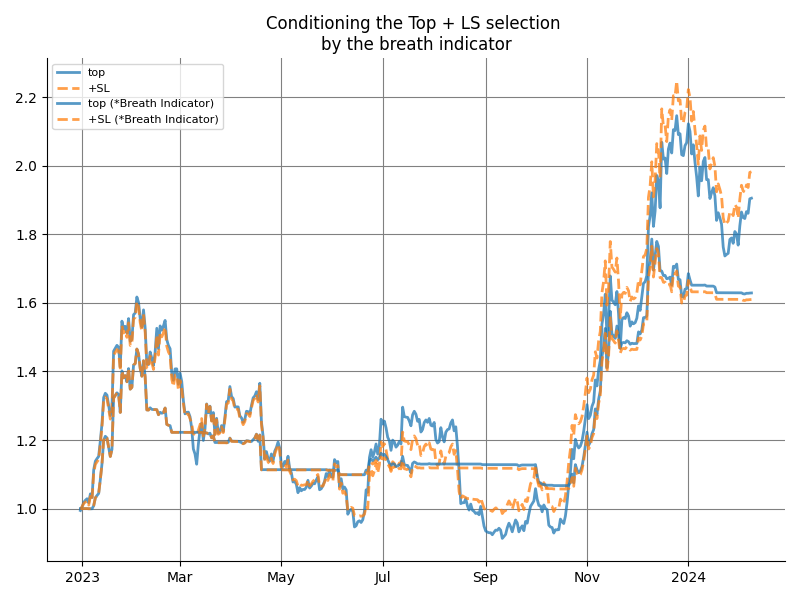 Conditioning the Top + LS selection
by the breath indicator
top
+SL
top (*Breath Indicator)
+SL (*Breath Indicator)
2.2
2.0
1.8
1.6
1.4
1.2
1.0
2023 Mar May Jul Sep Nov 2024